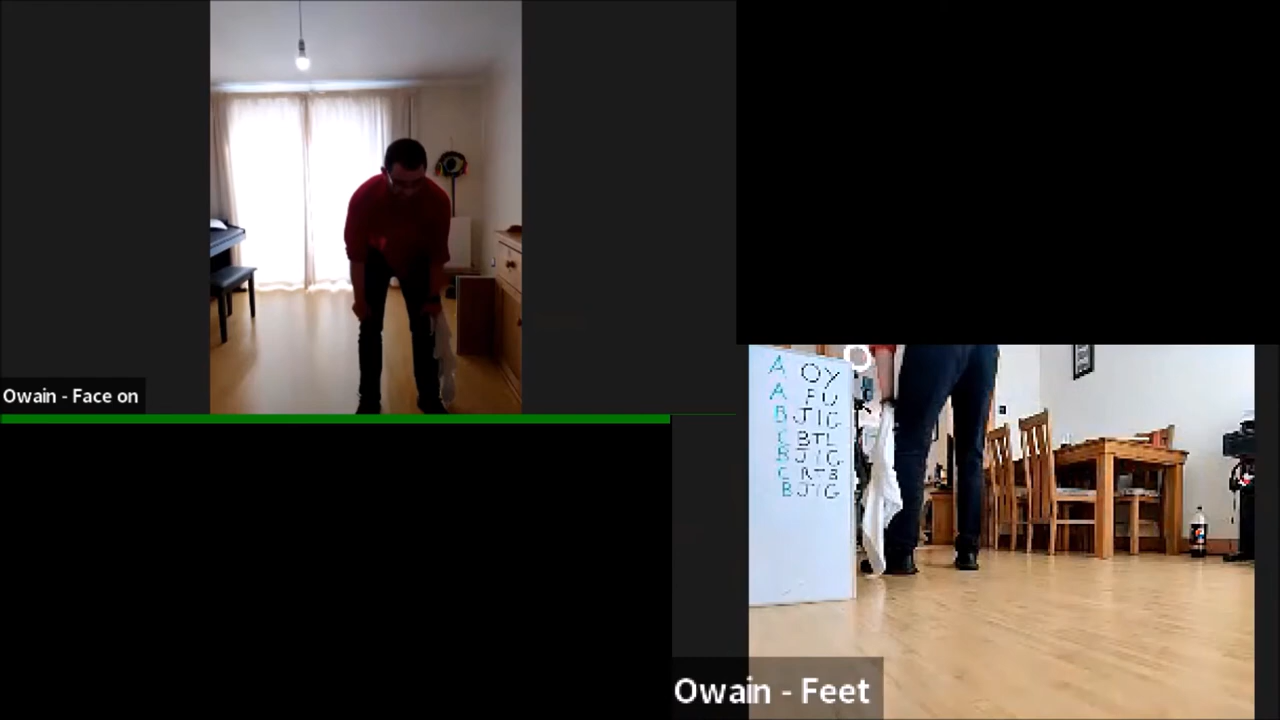 Owain - Face on
A OY
A FU
B JIG
C BTL
B JIG
C RTB
B JIG
Owain - Feet